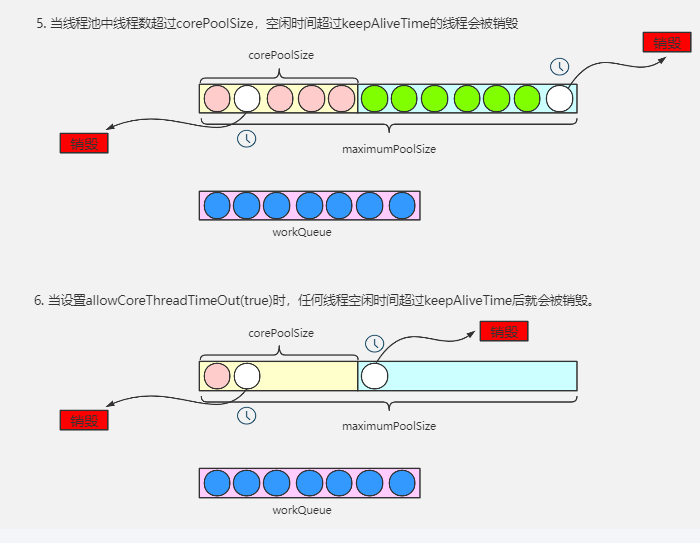 5. 当线程池中线程数超过corePoolSize，空闲时间超过keepAliveTime的线程会被销毁
销毁
corePoolSize
销毁
maximumPoolSize
workQueue
6. 当设置allowCoreThreadTimeOut(true)时，任何线程空闲时间超过keepAliveTime后就会被销毁。
销毁
corePoolSize
销毁
maximumPoolSize
workQueue